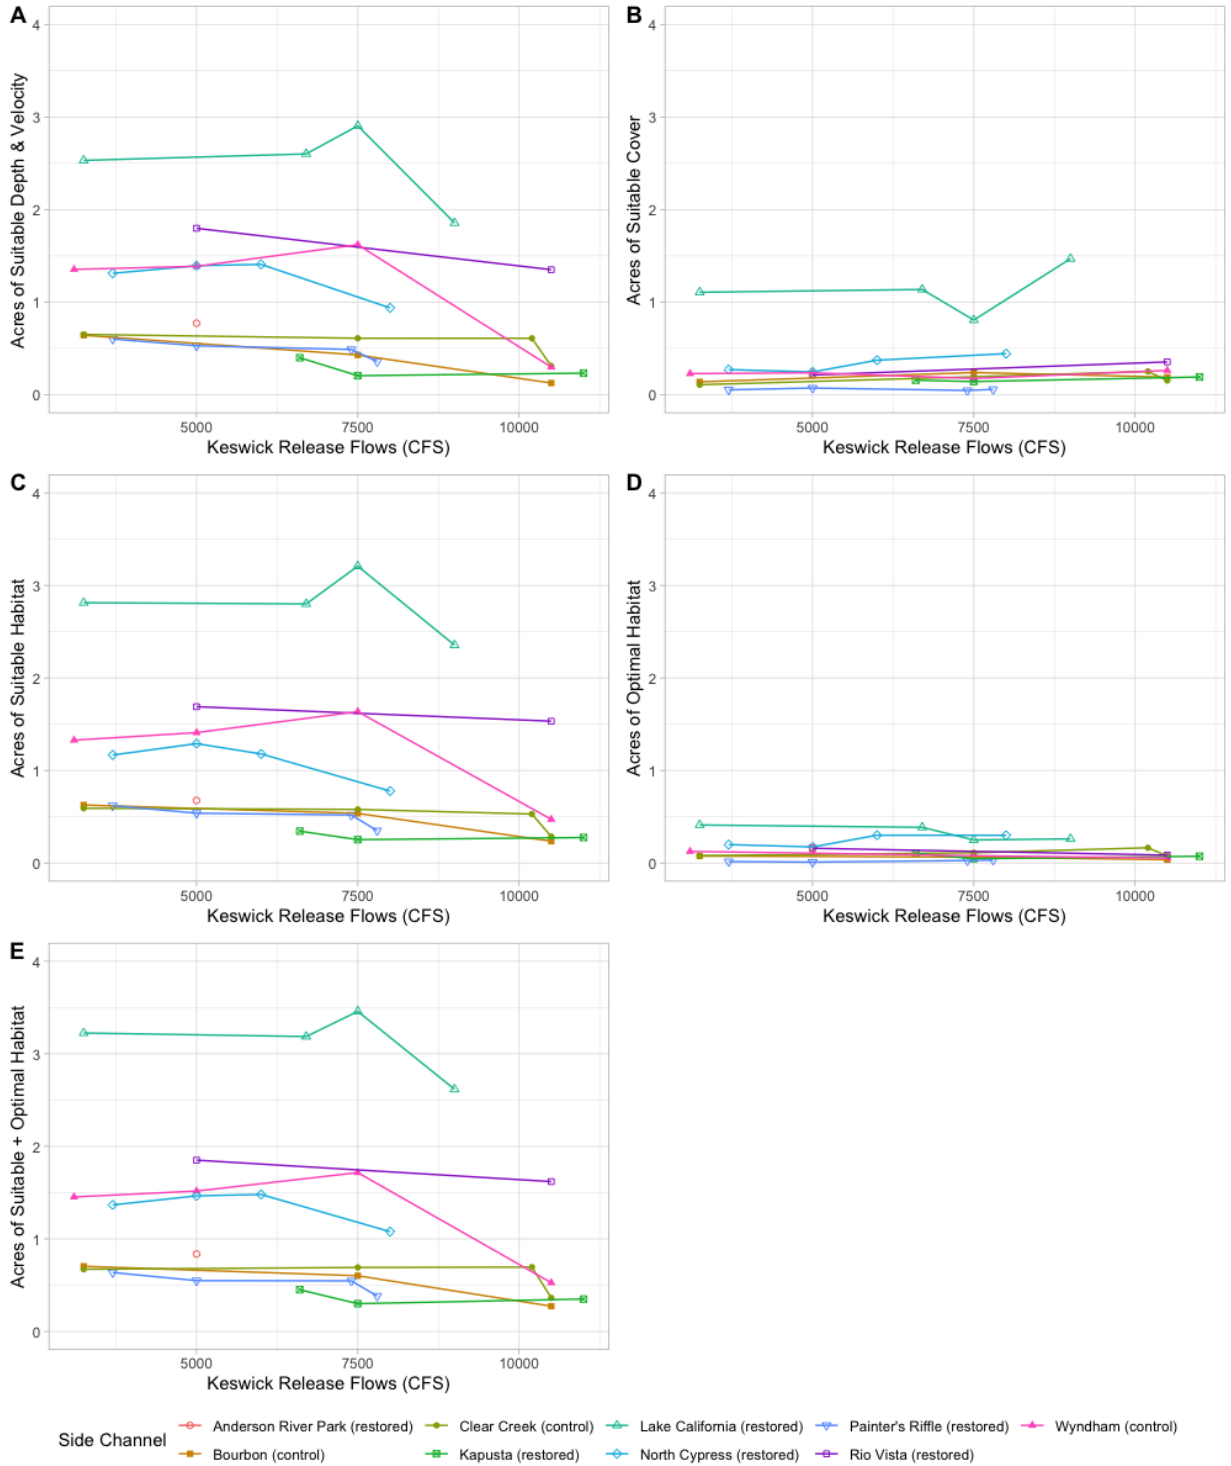 A
B
Acres of Suitable Depth & Velocity
4
3
2
1
0
5000 7500 10000
Keswick Release Flows (CFS)
Acres of Suitable Cover
4
3
2
1
0
5000 7500 10000
Keswick Release Flows (CFS)
C
D
Acres of Suitable Habitat
4
3
2
1
0
5000 7500 10000
Keswick Release Flows (CFS)
Acres of Optimal Habitat
4
3
2
1
0
5000 7500 10000
Keswick Release Flows (CFS)
E
Acres of Suitable + Optimal Habitat
4
3
2
1
0
5000 7500 10000
Keswick Release Flows (CFS)
Side Channel
Anderson River Park (restored) Clear Creek (control) Lake California (restored) Painter's Riffle (restored) Wyndham (control)
Bourbon (control) Kapusta (restored) North Cypress (restored) Rio Vista (restored)